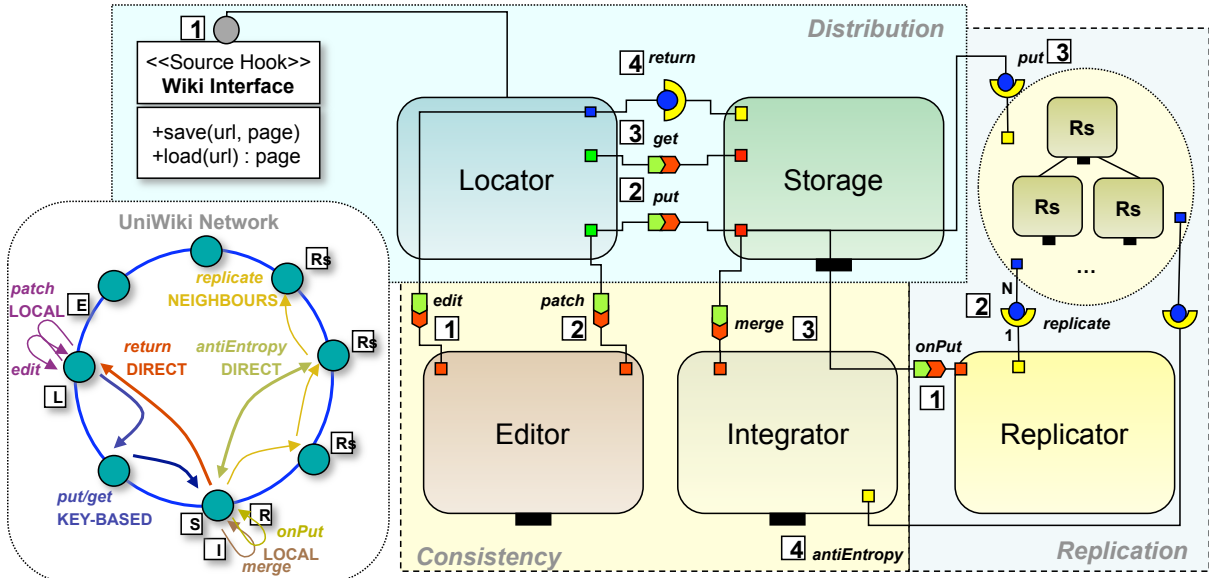 1
<<Source Hook>>
Wiki Interface
+save(url, page)
+load(url) : page
Distribution
4 return
3
get
2
put
Locator
Storage
put 3
Rs
Rs
Rs
...
N
2
replicate
1
edit
1
patch
2
merge
3
onPut
1
Editor
Integrator
Replicator
4 antiEntropy
Consistency
Replication
UniWiki Network
Rs
replicate
NEIGHBOURS
patch
LOCAL
E
edit
return
DIRECT
antiEntropy
DIRECT
Rs
L
Rs
put/get
KEY-BASED
S
R
I
onPut
LOCAL
merge